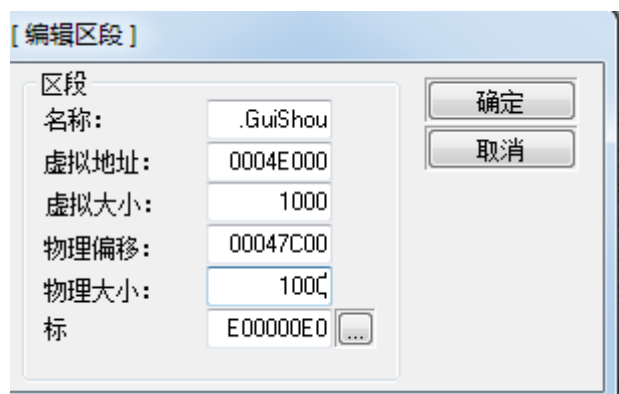 [ 编辑区段 ]
区段
名称： .GuiShou
虚拟地址： 0004E000
虚拟大小： 1000
物理偏移： 00047C00
物理大小： 1000
标 E00000E0 ...
确定
取消